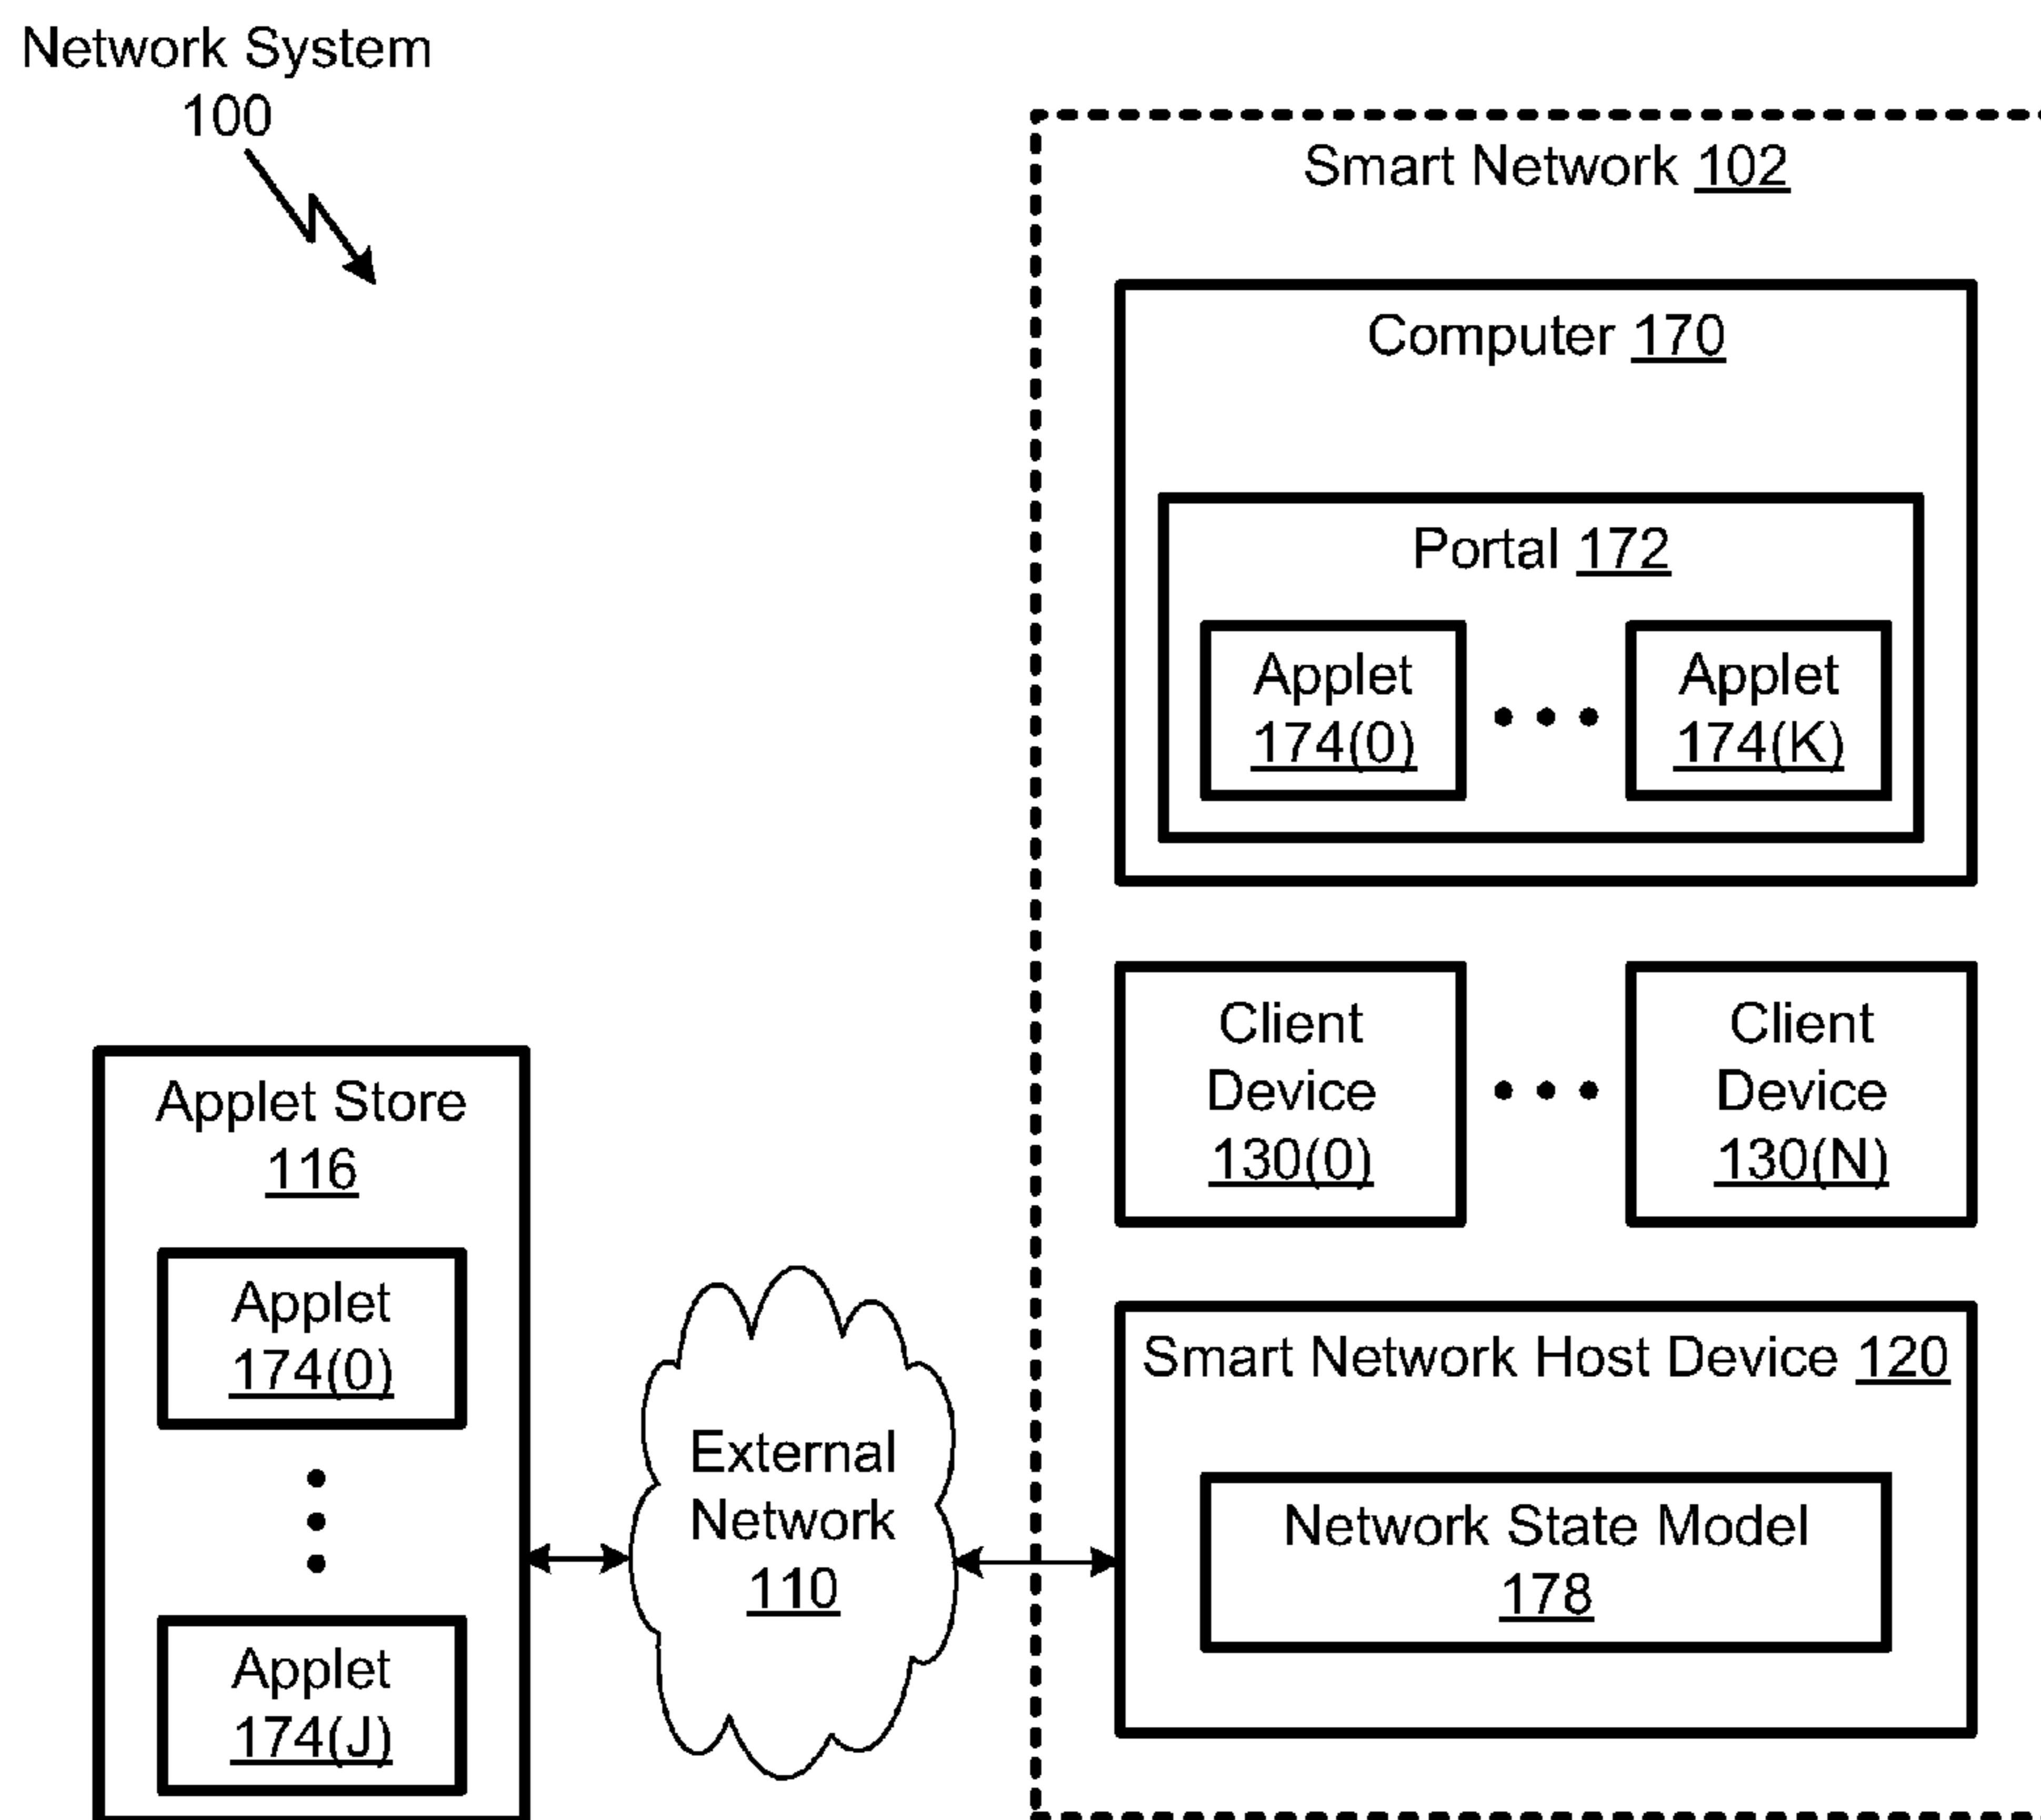 Network System
100
Smart Network 102
Computer 170
Portal 172
Applet
174(0)
Applet
174(K)
Client
Device
130(0)
Client
Device
130(N)
Applet Store
116
Applet
174(0)
Applet
174(J)
External
Network
110
Smart Network Host Device 120
Network State Model
178